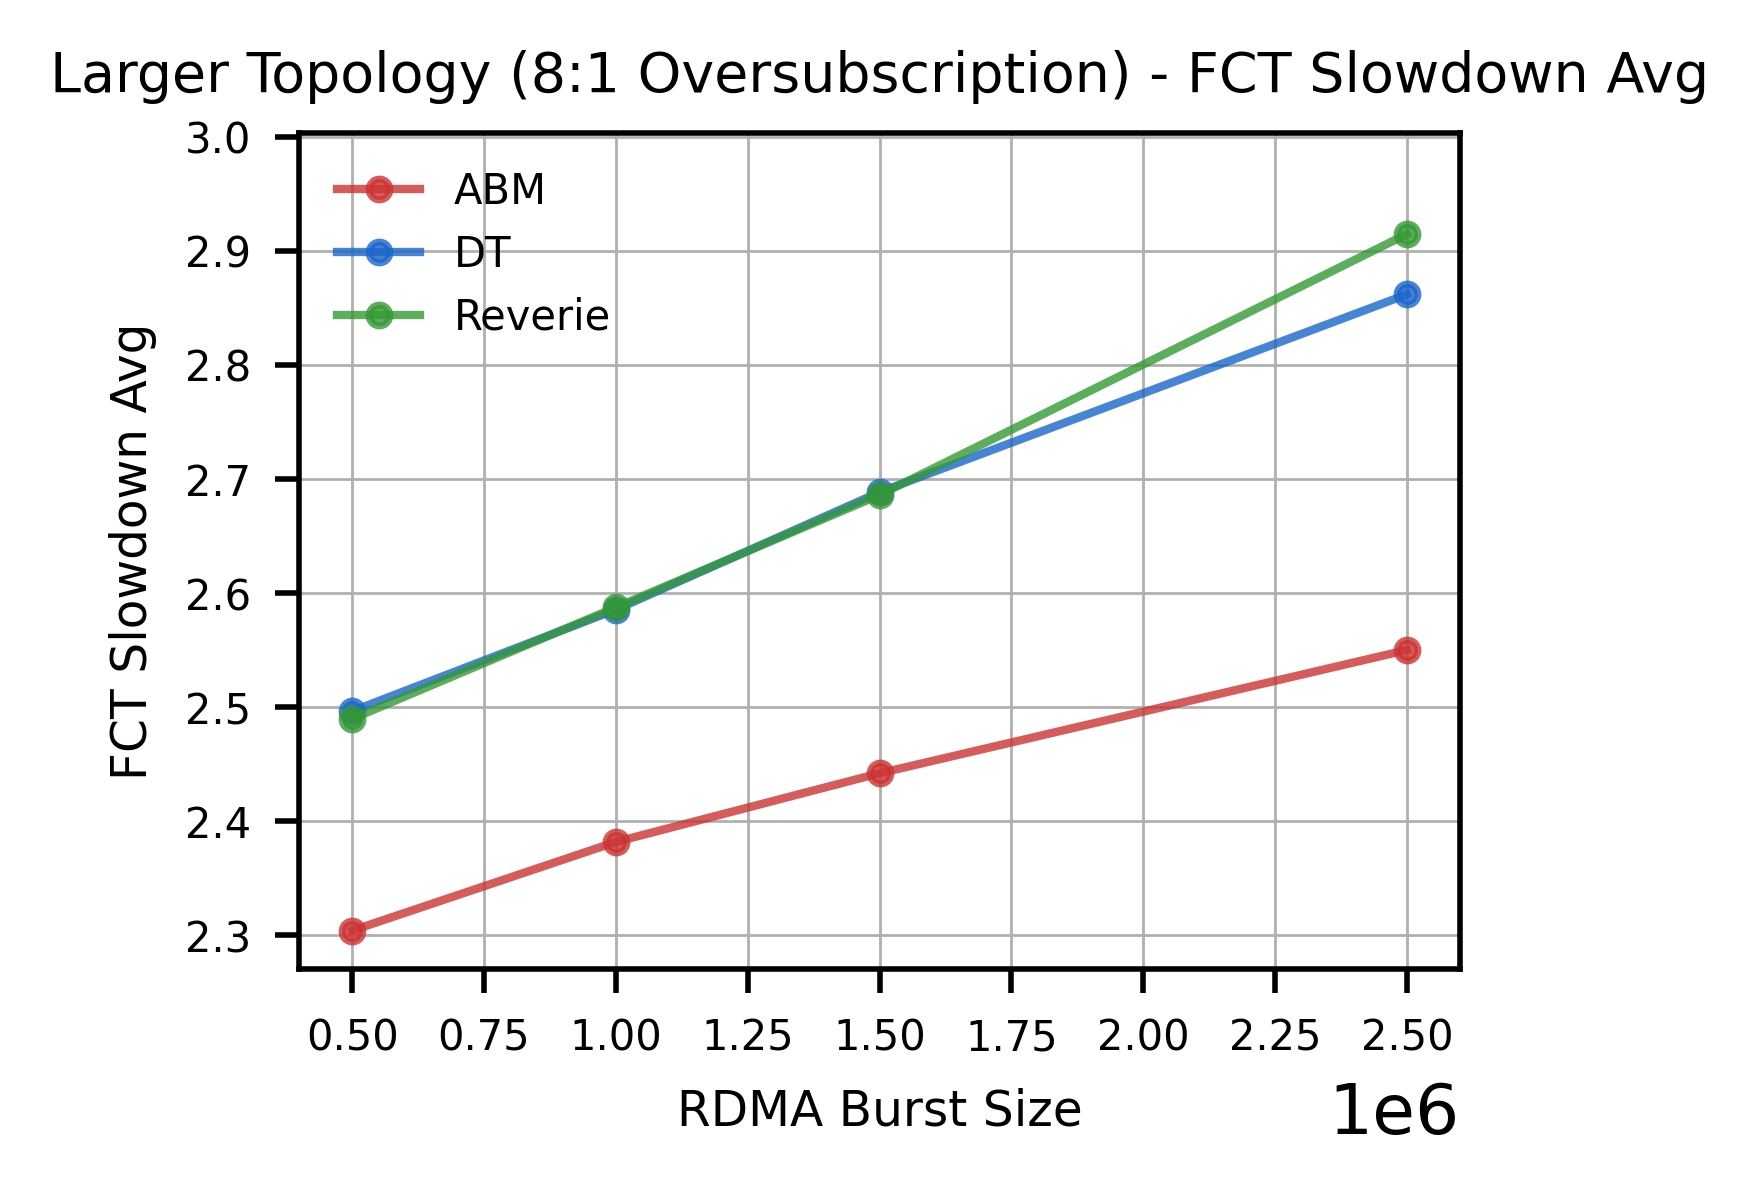 Larger Topology (8:1 Oversubscription) - FCT Slowdown Avg
3.0
2.9
2.8
2.7
2.6
2.5
2.4
2.3
FCT Slowdown Avg
ABM
DT
Reverie
0.50 0.75 1.00 1.25 1.50 1.75 2.00 2.25 2.50
RDMA Burst Size
1e6